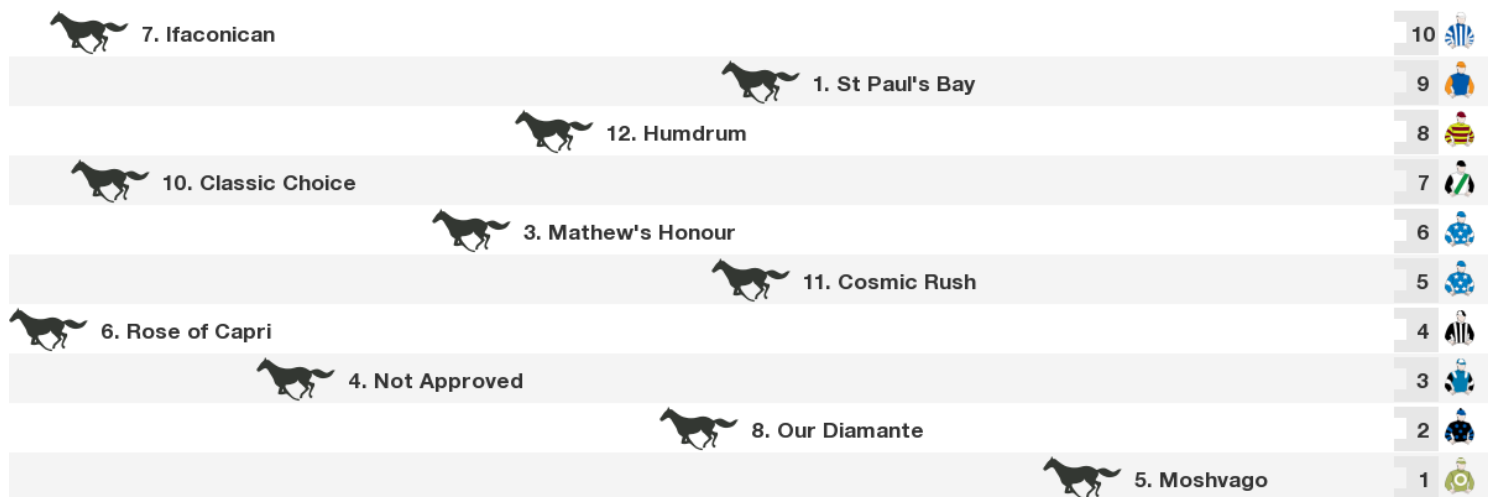 7. Ifaconican 10
1. St Paul's Bay 9
12. Humdrum 8
10. Classic Choice 7
3. Mathew's Honour 6
11. Cosmic Rush 5
6. Rose of Capri 4
4. Not Approved 3
8. Our Diamante 2
5. Moshvago 1